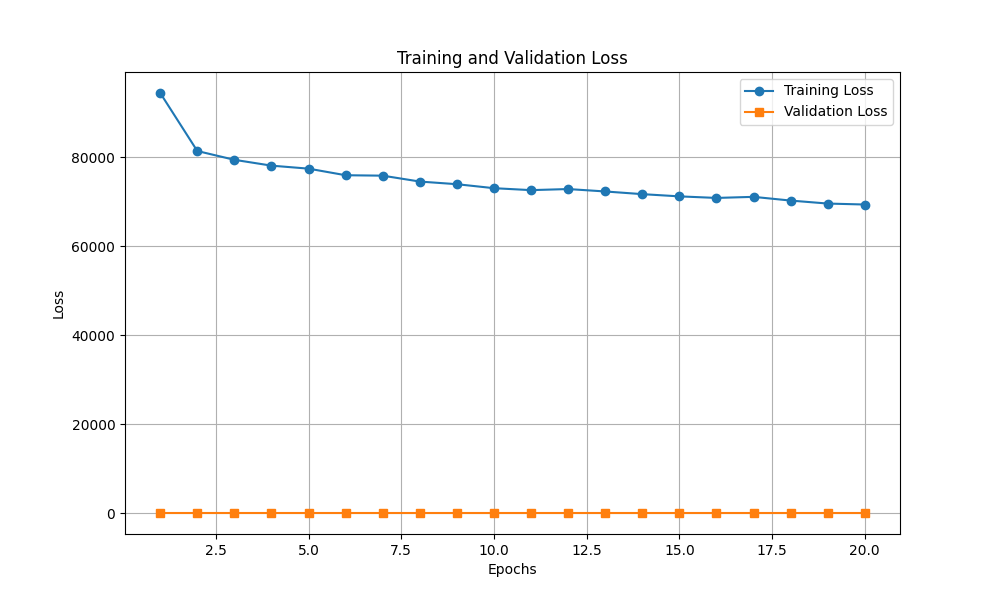 Training and Validation Loss
Training Loss
Validation Loss
80000
60000
40000
20000
0
Loss
2.5 5.0 7.5 10.0 12.5 15.0 17.5 20.0
Epochs